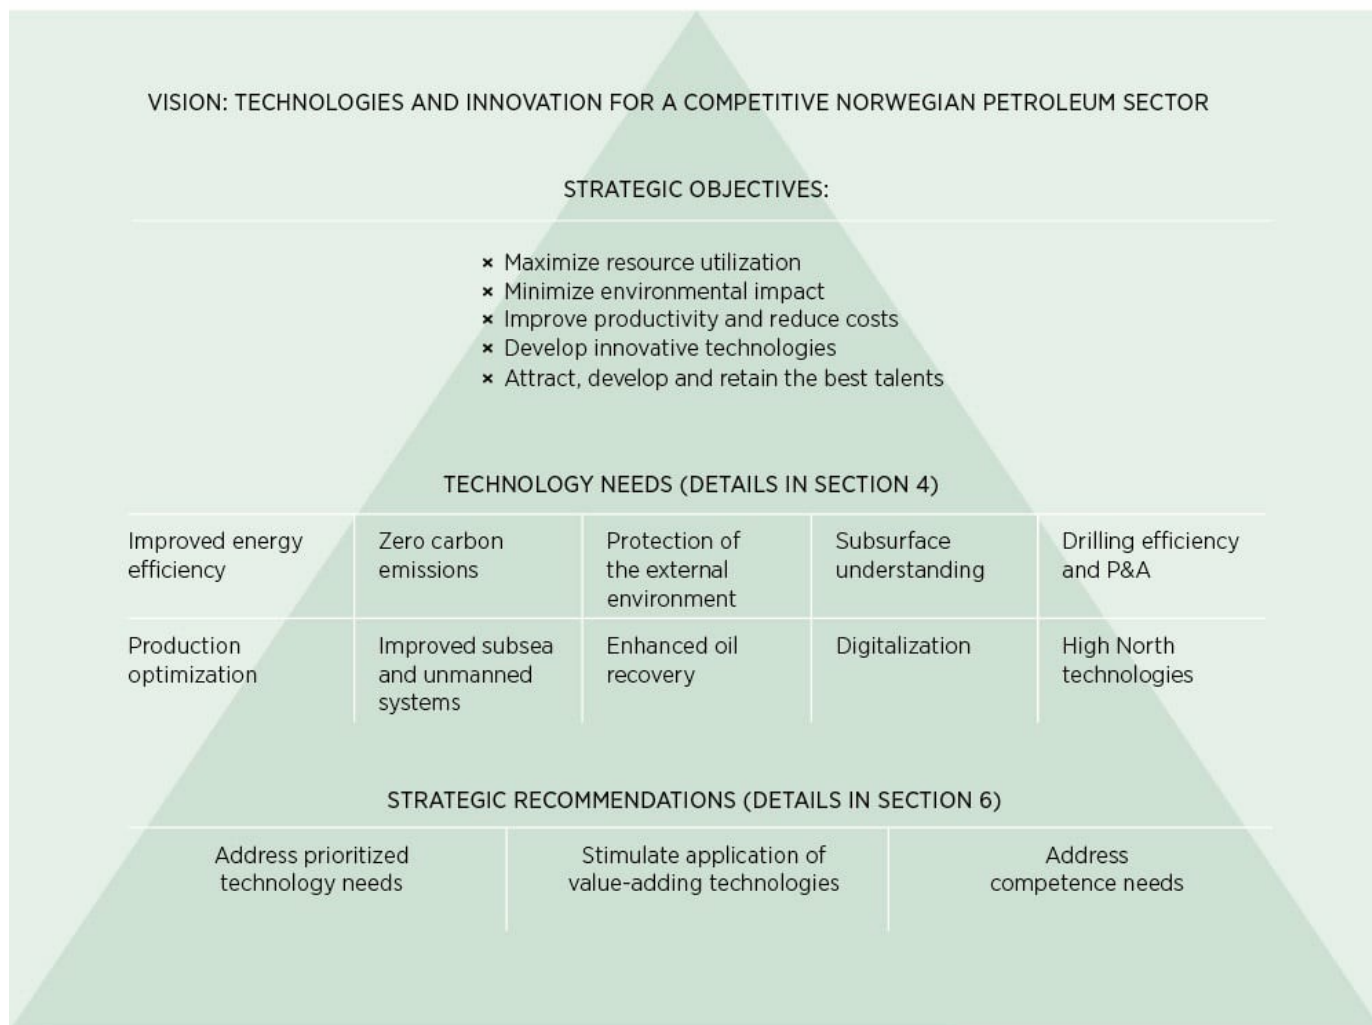 VISION: TECHNOLOGIES AND INNOVATION FOR A COMPETITIVE NORWEGIAN PETROLEUM SECTOR
STRATEGIC OBJECTIVES:
× Maximize resource utilization
× Minimize environmental impact
× Improve productivity and reduce costs
× Develop innovative technologies
× Attract, develop and retain the best talents
TECHNOLOGY NEEDS (DETAILS IN SECTION 4)
Improved energy
efficiency
Zero carbon
emissions
Protection of
the external
environment
Subsurface
understanding
Drilling efficiency
and P&A
Production
optimization
Improved subsea
and unmanned
systems
Enhanced oil
recovery
Digitalization
High North
technologies
STRATEGIC RECOMMENDATIONS (DETAILS IN SECTION 6)
Address prioritized
technology needs
Stimulate application of
value-adding technologies
Address
competence needs